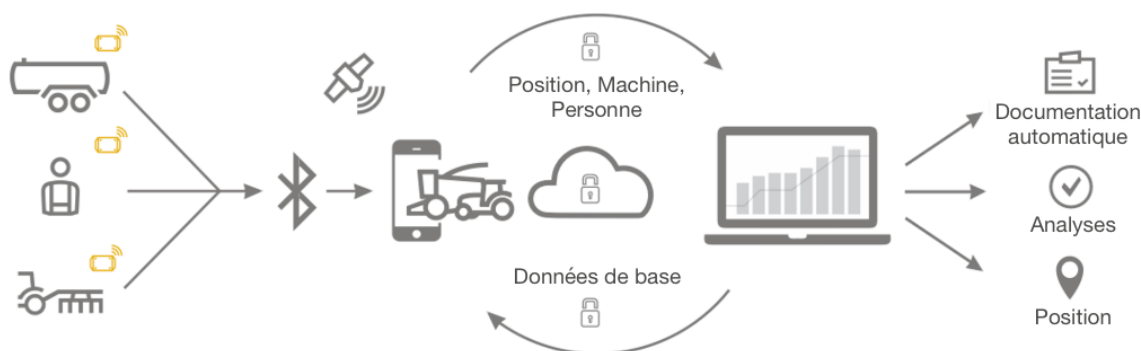 Position, Machine,
Personne
Données de base
Documentation
automatique
Analyses
Position